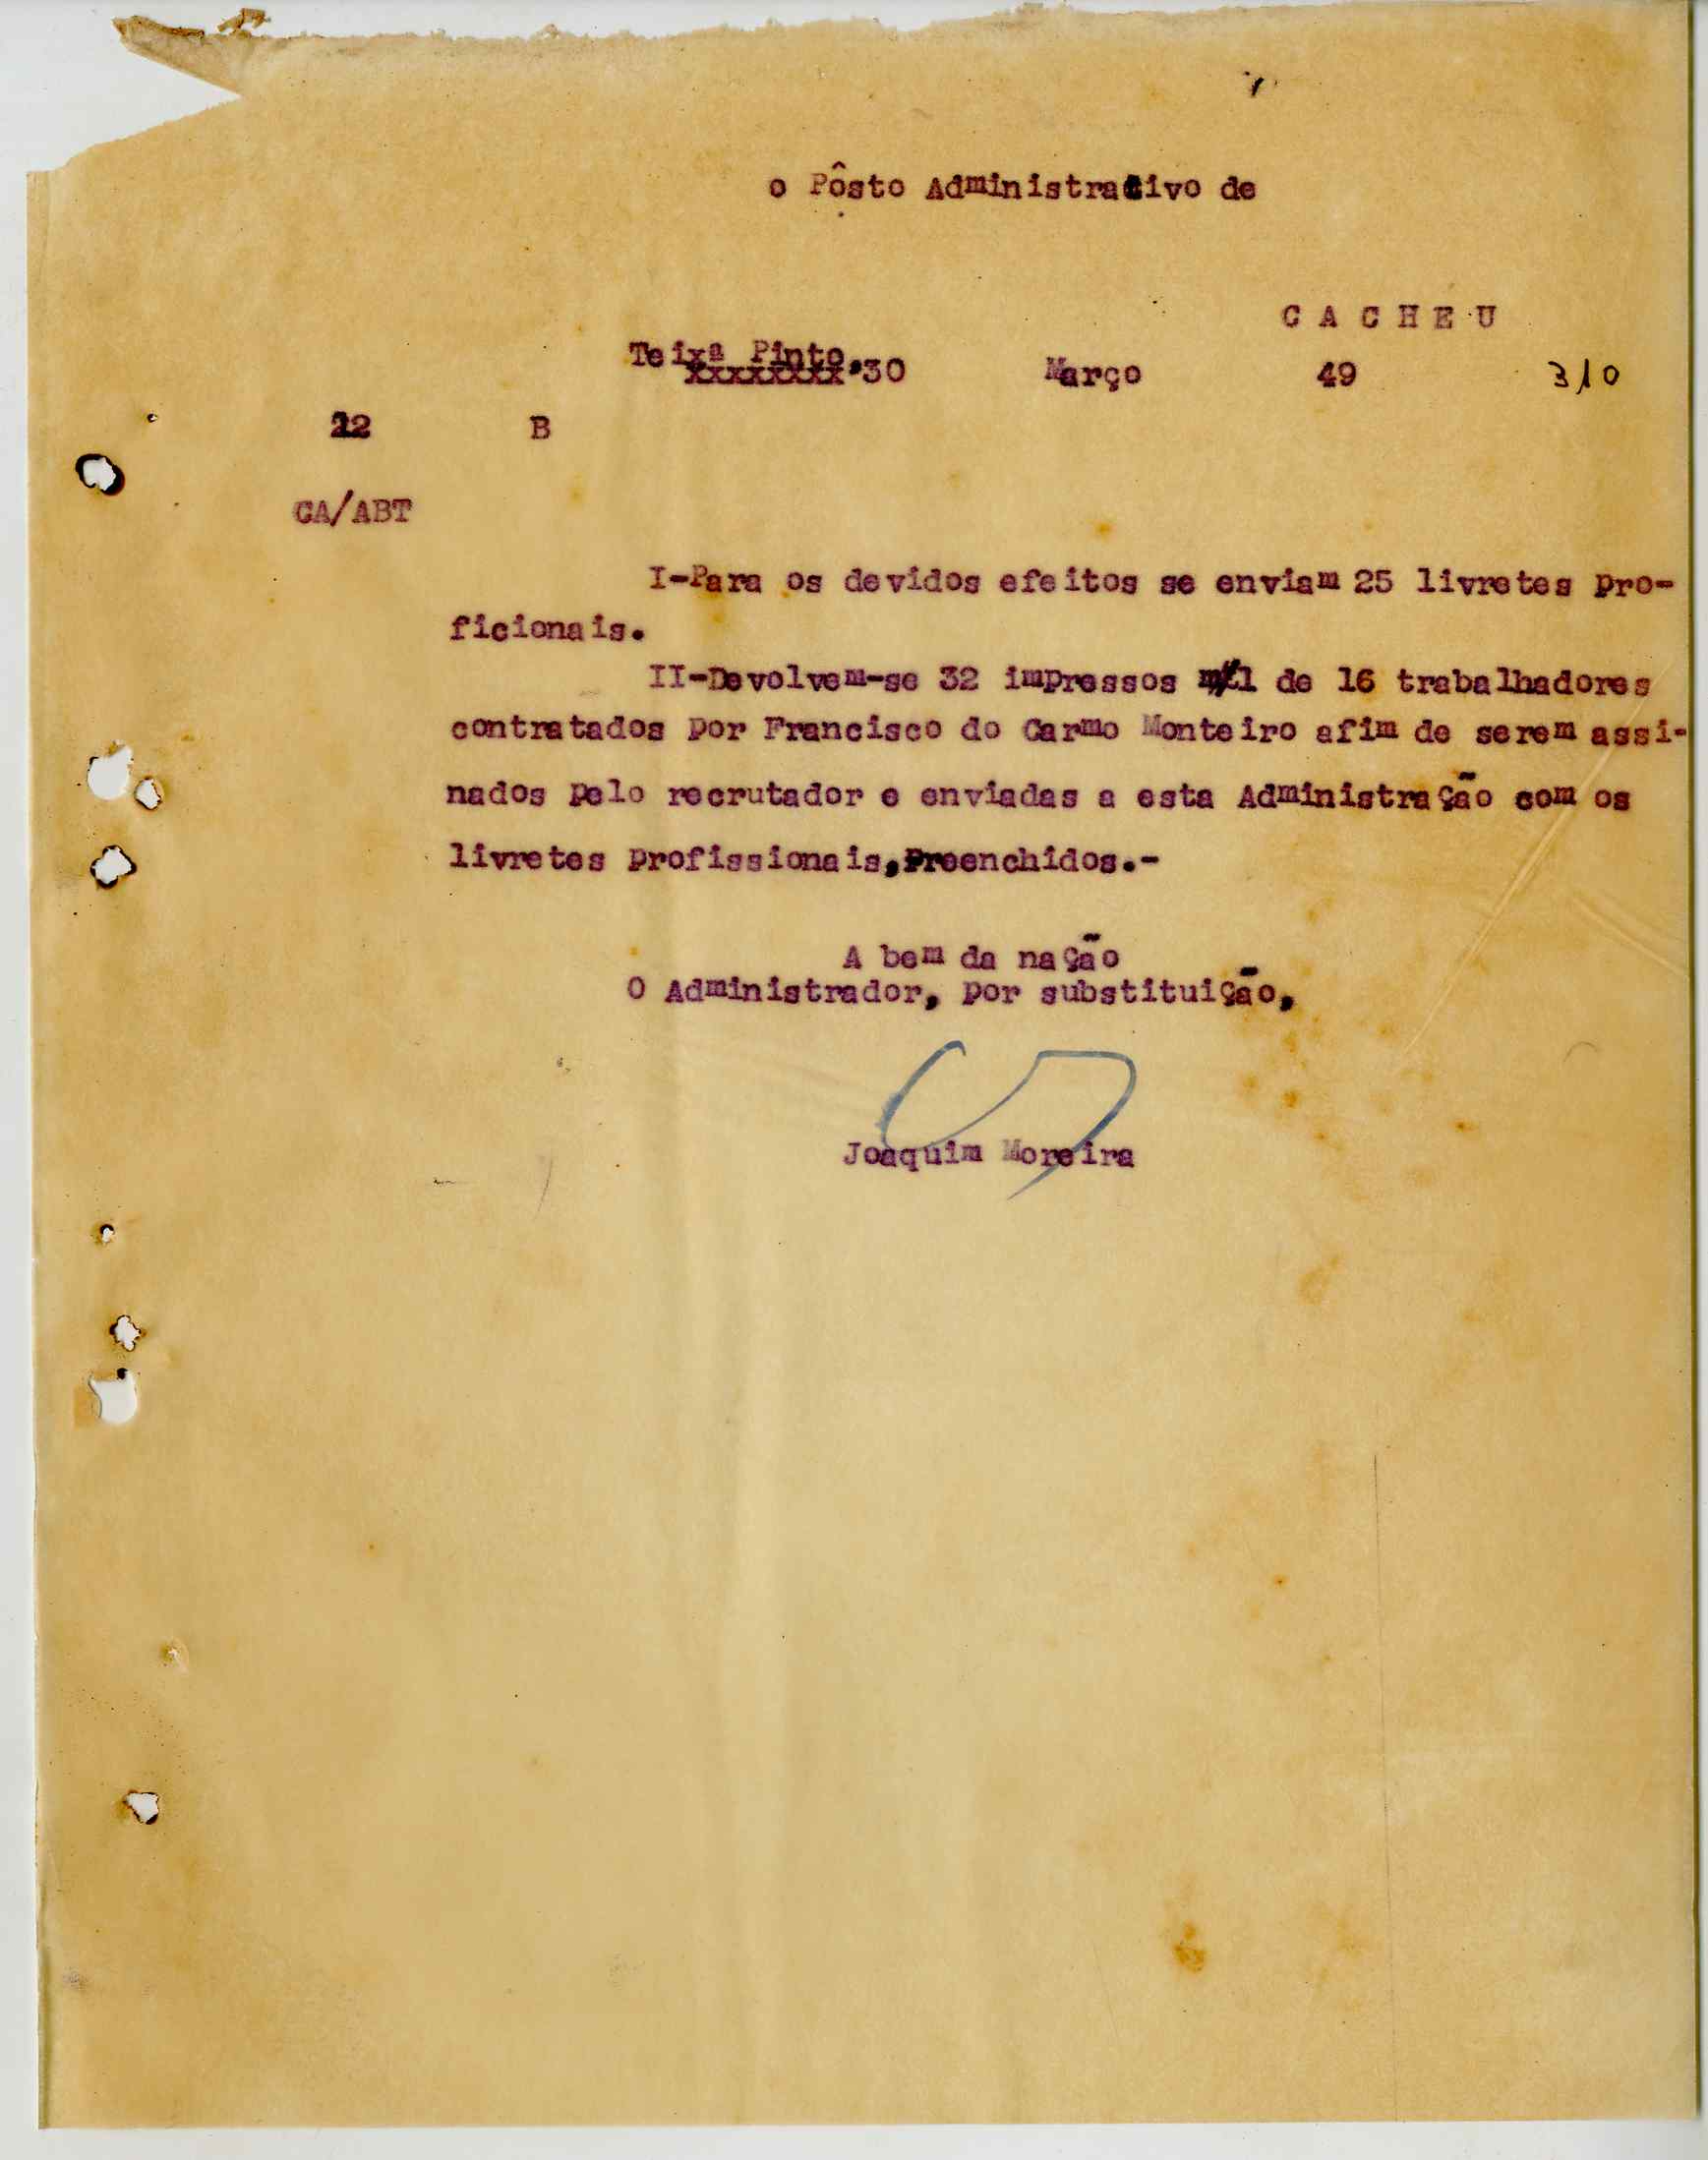 o Pôsto Administrativo de
C A C H E U
Teixª Pinto,30 Março 49 310
22 B
CA/ABT
I-Para os devidos efeitos se enviam 25 livretes pro-
ficionais.
II-Devolvem-se 32 impressos m/1 de 16 trabalhadores
contratados por Francisco do Carmo Monteiro afim de serem assi-
nados pelo recrutador e enviadas a esta Administração com os
livretes profissionais,preenchidos.-
A bem da nação
O Administrador, por substituição,
Joaquim Moreira